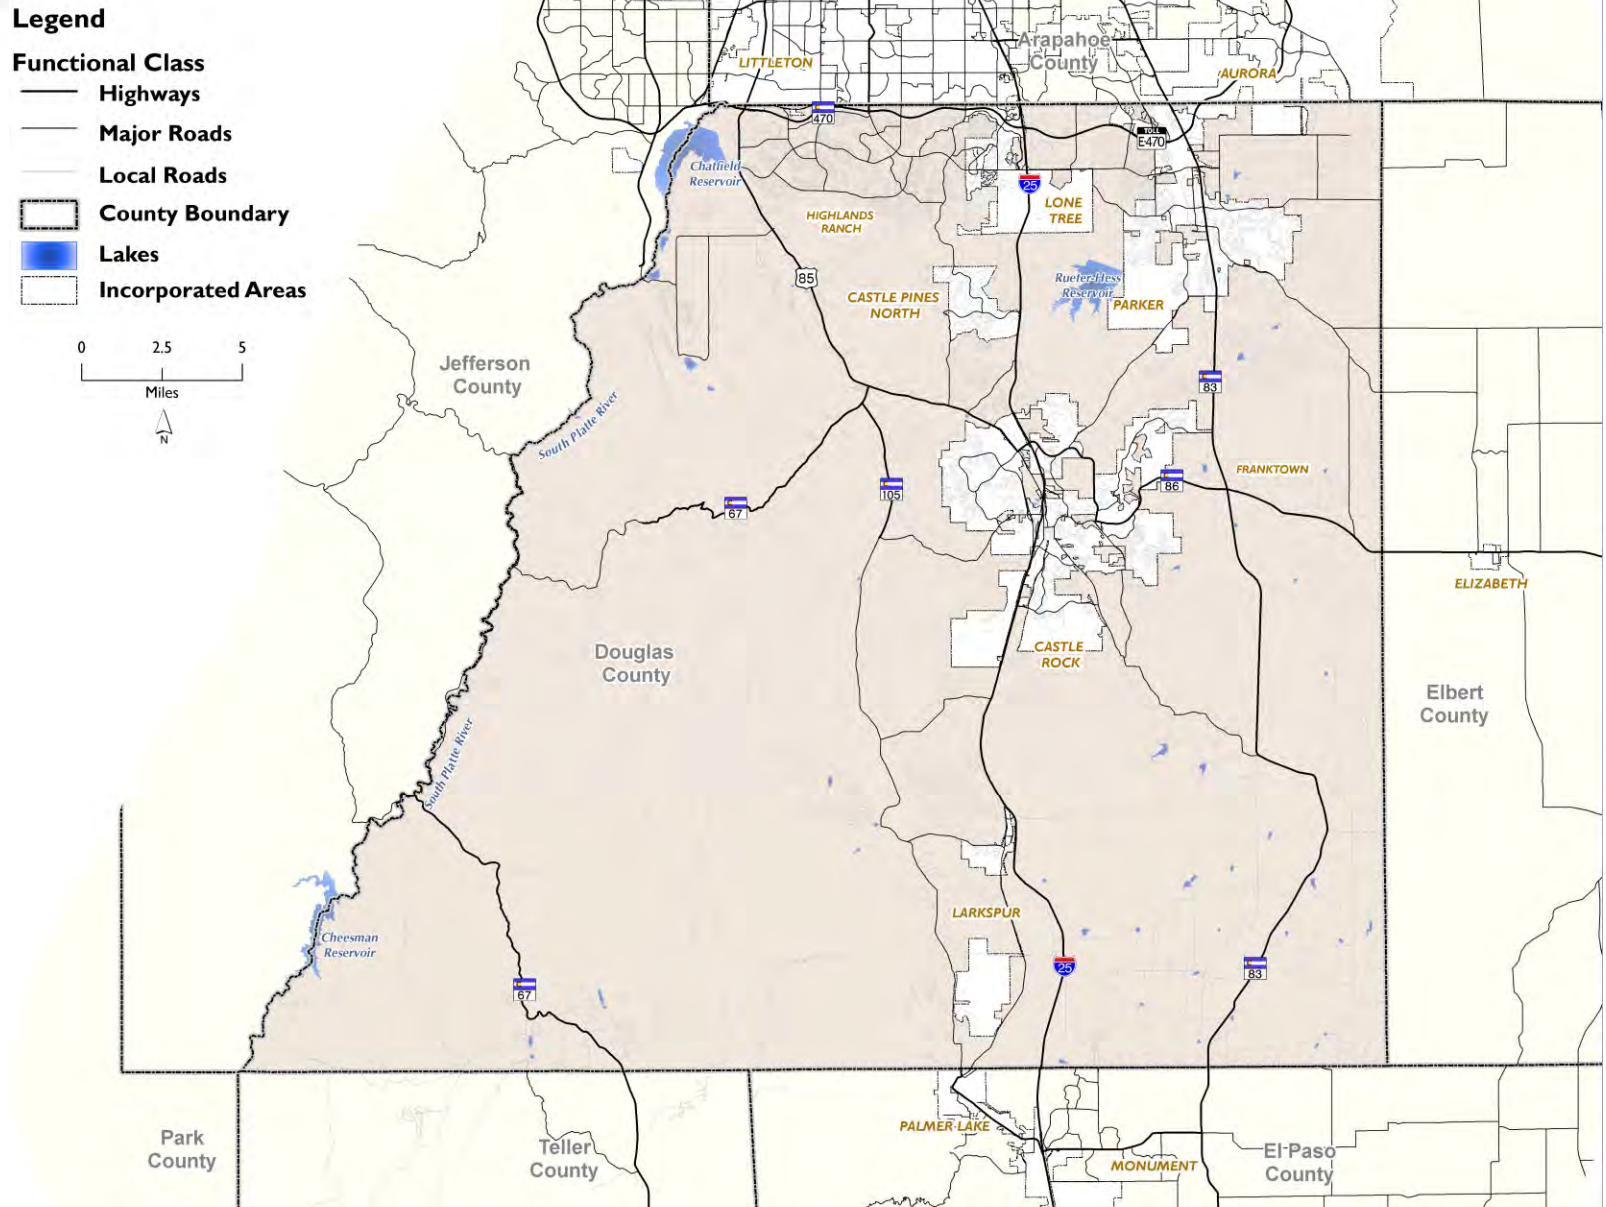 Legend
Functional Class
Highways
Major Roads
Local Roads
County Boundary
Lakes
Incorporated Areas
0 2.5 5
Miles
N
Arapahoe
County
LITTLETON
AURORA
470
TOLL
E-470
Chatfield
Reservoir
25
LONE
TREE
HIGHLANDS
RANCH
85
Rueter-Hess
Reservoir
CASTLE PINES
NORTH
PARKER
Jefferson
County
83
South Platte River
FRANKTOWN
86
105
67
ELIZABETH
Douglas
County
CASTLE
ROCK
Elbert
County
South Platte River
LARKSPUR
Cheesman
Reservoir
25
83
67
PALMER LAKE
Park
County
Teller
County
MONUMENT
El Paso
County